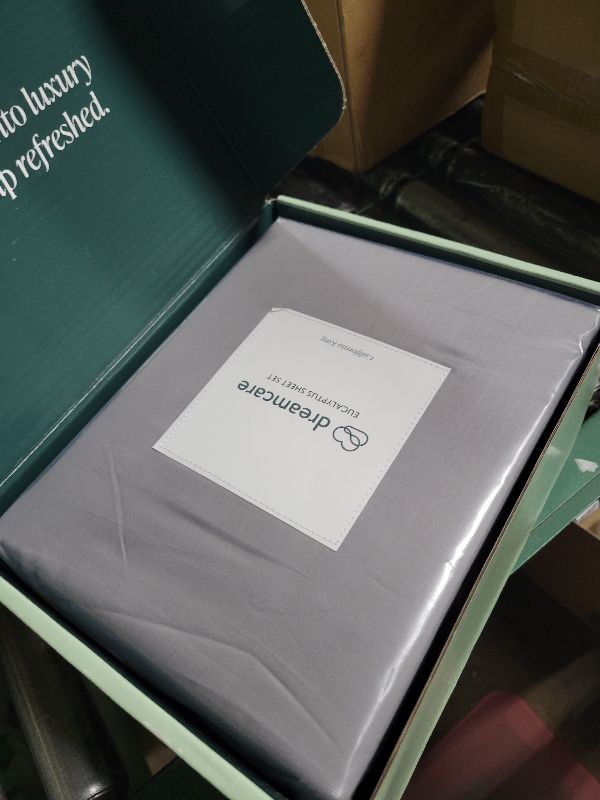 to luxury
p refreshed.
dreamcare
EUCALYPTUS SHEET SET
California King